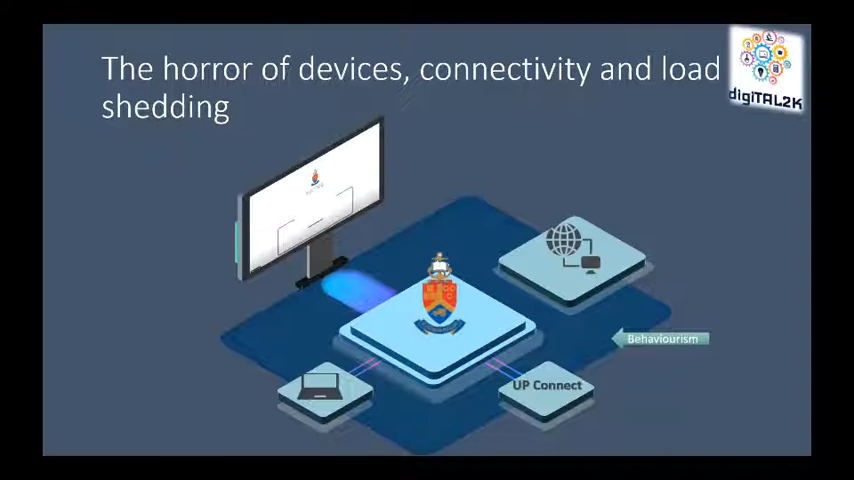 The horror of devices, connectivity and load
shedding
digiTAL2K
Behaviourism
UP Connect